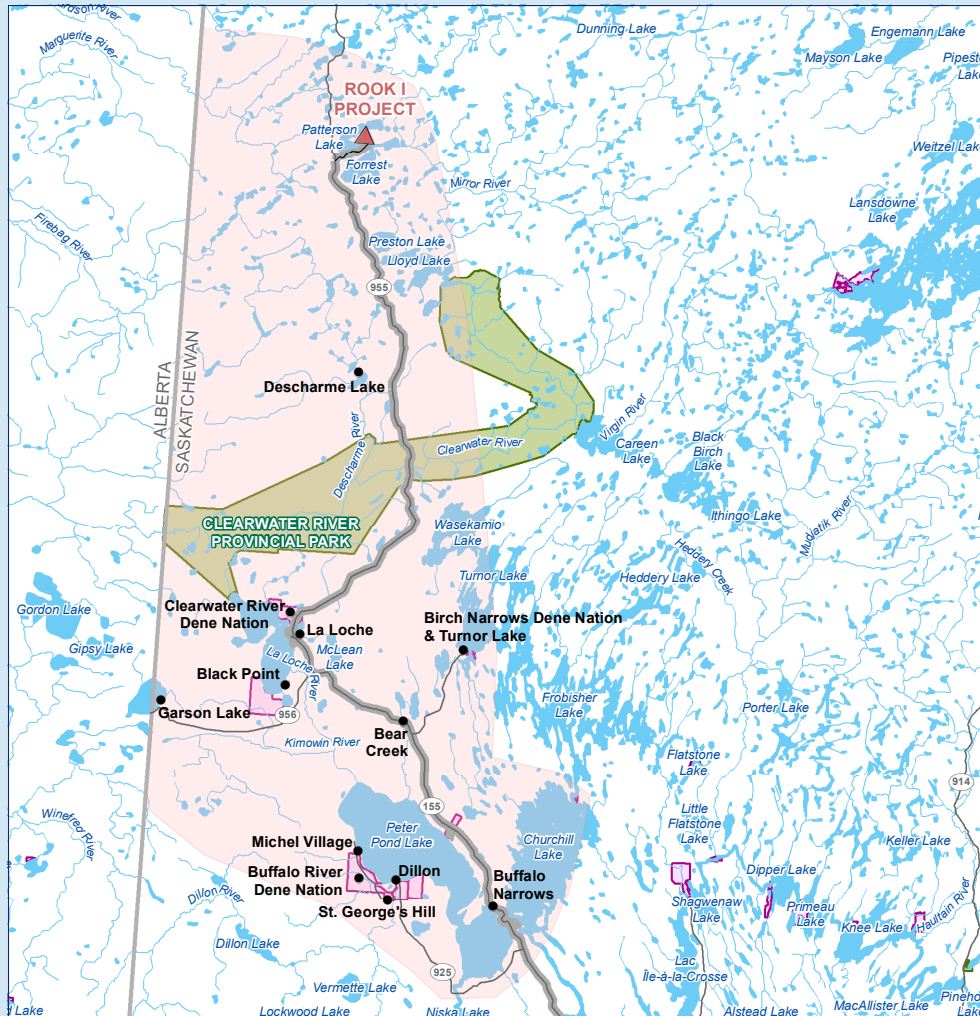 rdson River
Marguerite River
Dunning Lake
Engemann Lake
Mayson Lake
Pipest
Lak
ROOK I
PROJECT
Patterson
Lake
Forrest
Lake
Weitzel Lake
Mirror River
Lansdowne
Lake
Firebag River
Preston Lake
Lloyd Lake
955
ALBERTA
SASKATCHEWAN
Descharme Lake
Descharme River
Clearwater River
Virgin River
Careen
Lake
Black
Birch
Lake
CLEARWATER RIVER
PROVINCIAL PARK
Wasekamio
Lake
Ithingo Lake
Mudjatik River
Heddery Creek
Turnor Lake
Heddery Lake
Gordon Lake
Clearwater River
Dene Nation
La Loche
Birch Narrows Dene Nation
& Turnor Lake
Gipsy Lake
McLean
Lake
La Loche River
Black Point
Garson Lake
956
Frobisher
Lake
Porter Lake
Bear
Creek
Kimowin River
Flatstone
Lake
914
155
Winefred River
Peter
Pond Lake
Churchill
Lake
Little
Flatstone
Lake
Keller Lake
Michel Village
Buffalo River
Dene Nation
Dillon
St. George's Hill
Buffalo
Narrows
Dipper Lake
Dillon River
Shagwenaw
Lake
Primeau
Lake
Knee Lake
Haultain River
Dillon Lake
925
Lac
Île-à-la-Crosse
Vermette Lake
Pineho
Lak
d Lake
Lockwood Lake
Niska Lake
Alstead Lake
MacAllister Lake